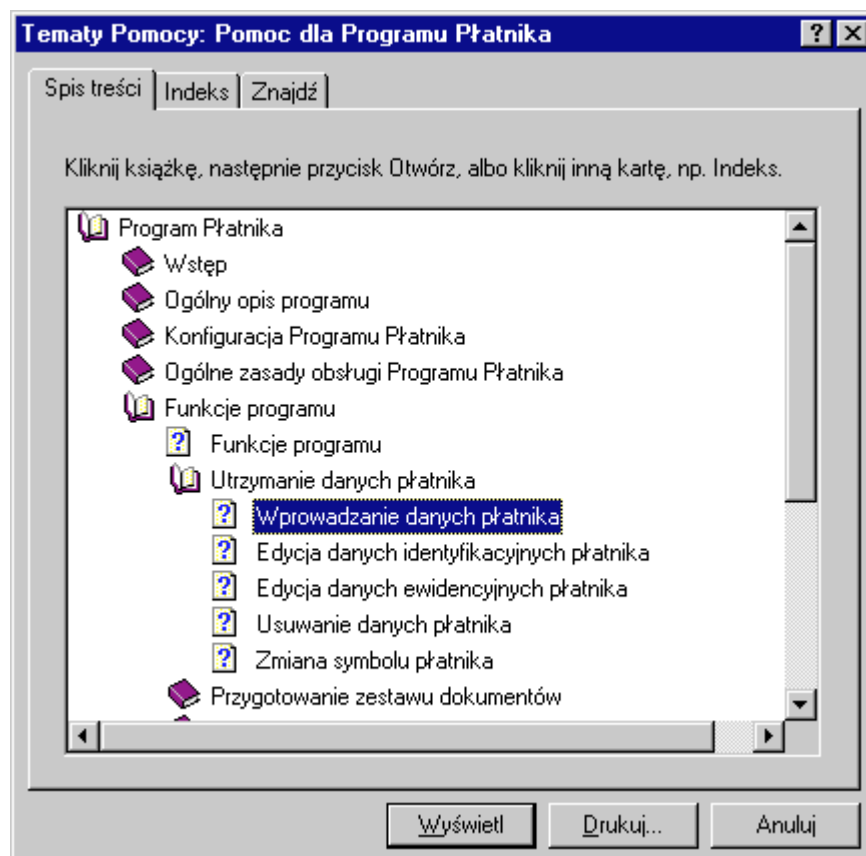 Tematy Pomocy: Pomoc dla Programu Płatnika
Spis treści Indeks Znajdź
Kliknij książkę, następnie przycisk Otwórz, albo kliknij inną kartę, np. Indeks.
Program Płatnika
Wstęp
Ogólny opis programu
Konfiguracja Programu Płatnika
Ogólne zasady obsługi Programu Płatnika
Funkcje programu
Funkcje programu
Utrzymanie danych płatnika
Wprowadzanie danych płatnika
Edycja danych identyfikacyjnych płatnika
Edycja danych ewidencyjnych płatnika
Usuwanie danych płatnika
Zmiana symbolu płatnika
Przygotowanie zestawu dokumentów
Wyświetl Drukuj... Anuluj